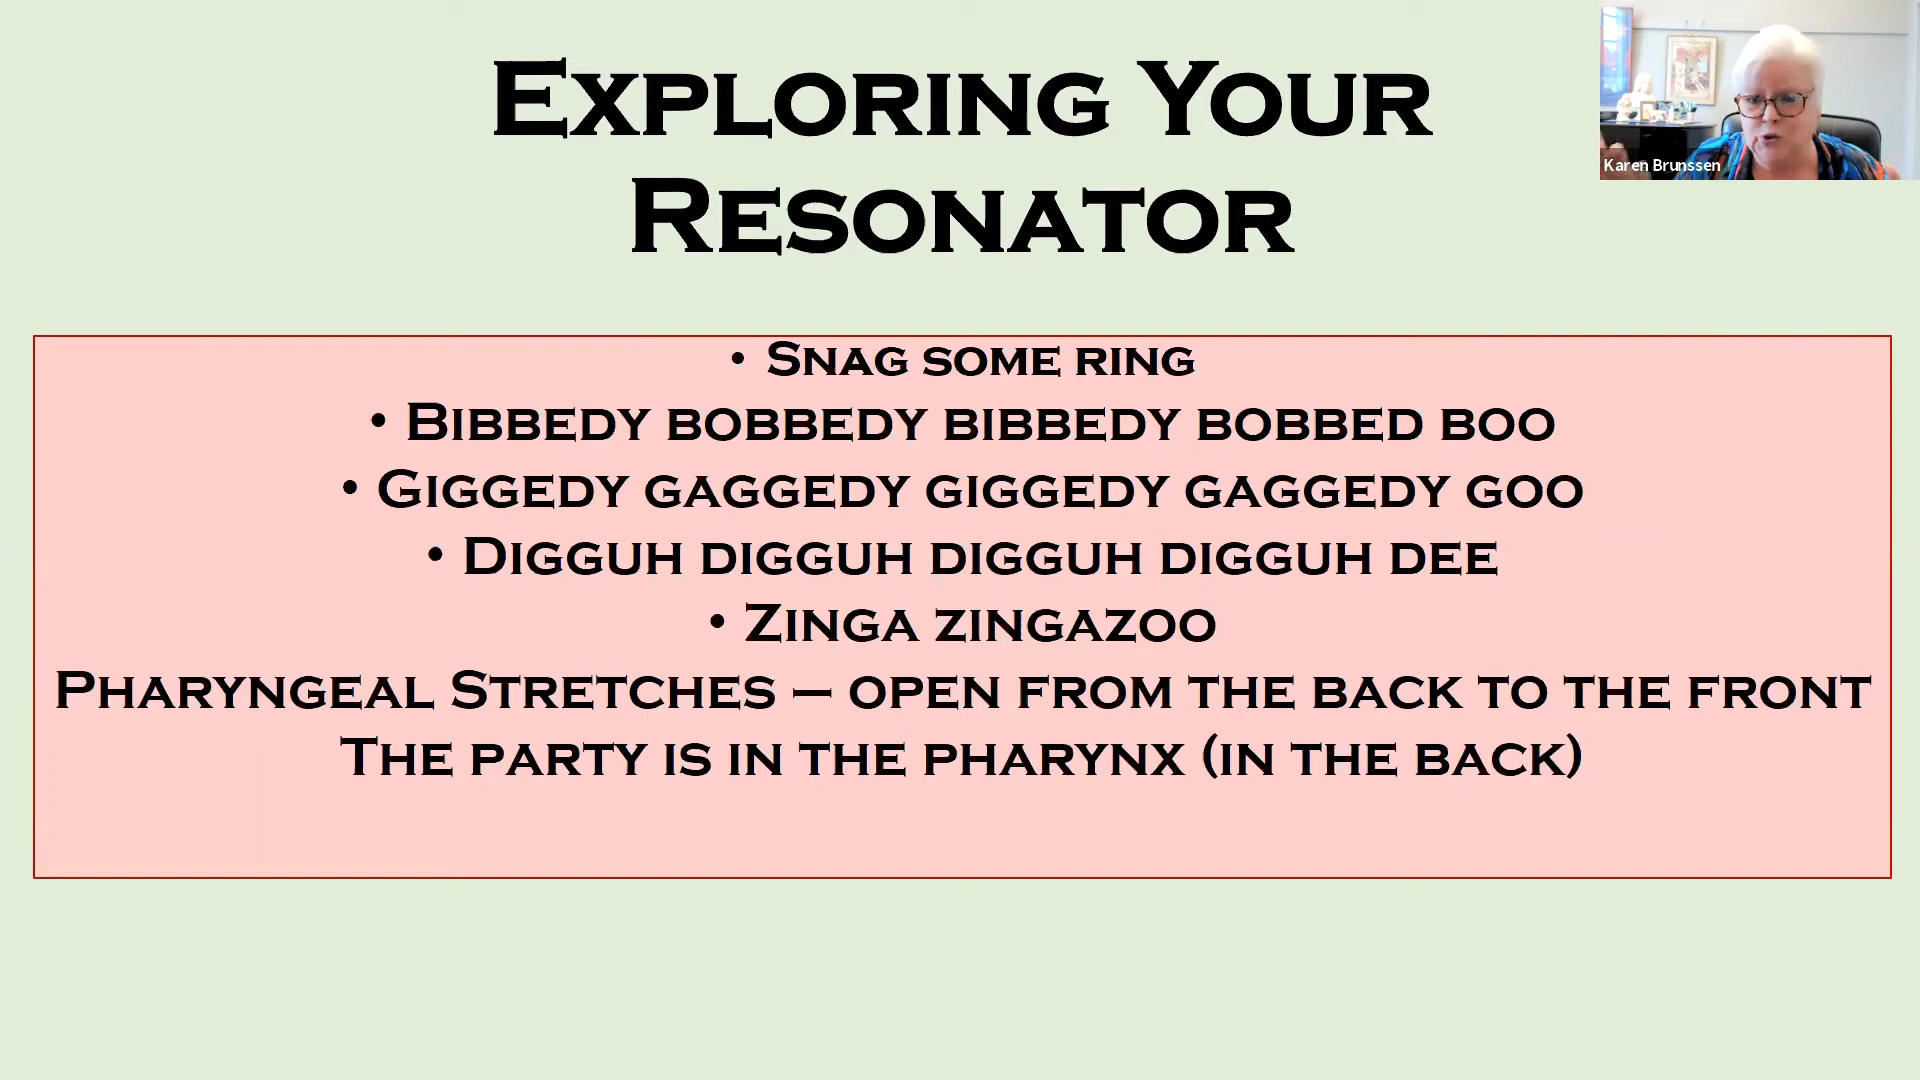 Exploring Your
Resonator
Karen Brunssen
• Snag some ring
• Bibbedy bobbedy bibbedy bobbed boo
• Giggedy gaggedy giggedy gaggedy goo
• Digguh digguh digguh digguh dee
• Zinga zingazoo
Pharyngeal Stretches – open from the back to the front
The party is in the pharynx (in the back)